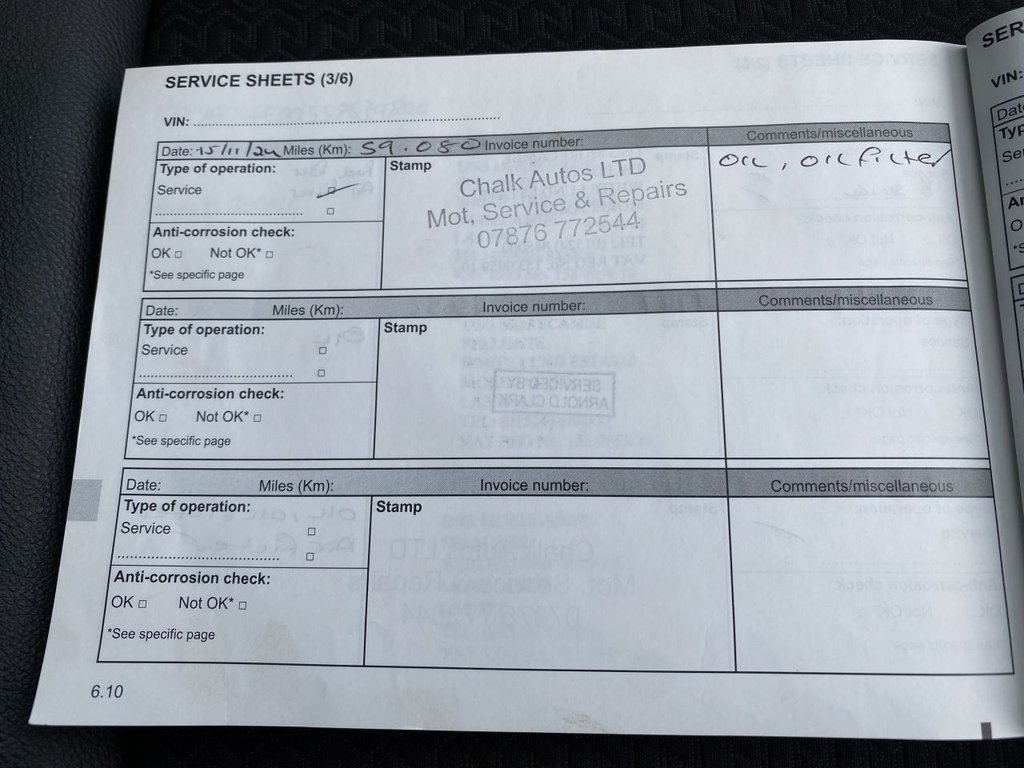 SERVICE SHEETS (3/6)
VIN:
Date: 15/11/24 Miles (Km): 59.080 Invoice number: Comments/miscellaneous
Type of operation: Stamp OIL, OIL FILTER
Service Chalk Autos LTD
Mot, Service & Repairs
07876 772544
Anti-corrosion check:
OK Not OK*
*See specific page
Date: Miles (Km): Invoice number: Comments/miscellaneous
Type of operation: Stamp
Service
Anti-corrosion check:
OK Not OK*
*See specific page
Date: Miles (Km): Invoice number: Comments/miscellaneous
Type of operation: Stamp
Service
Anti-corrosion check:
OK Not OK*
*See specific page
6.10
VIN: